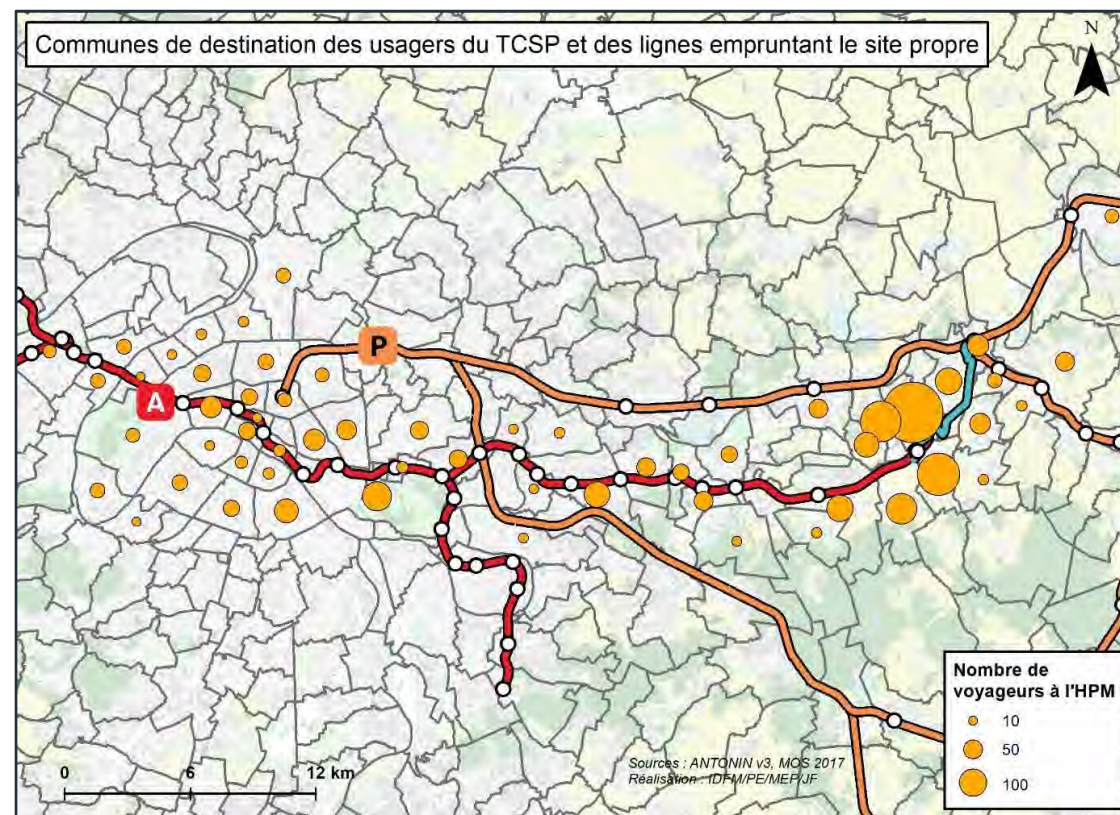 Communes de destination des usagers du TCSP et des lignes empruntant le site propre
N
P
A
Nombre de
voyageurs à l'HPM
10
50
100
0 6 12 km
Sources : ANTONIN v3, MOS 2017
Réalisation : IDFM/PE/MEP/JF